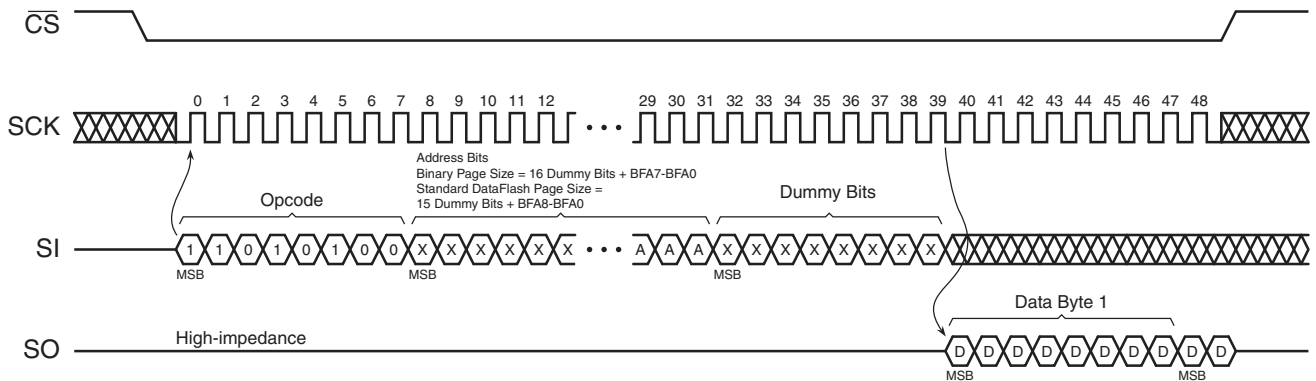 CS
SCK
0 1 2 3 4 5 6 7 8 9 10 11 12 29 30 31 32 33 34 35 36 37 38 39 40 41 42 43 44 45 46 47 48
Address Bits
Binary Page Size = 16 Dummy Bits + BFA7-BFA0
Standard DataFlash Page Size =
15 Dummy Bits + BFA8-BFA0
Opcode
Dummy Bits
SI
1 1 0 1 0 1 0 0 X X X X X X A A A X X X X X X X X
MSB MSB MSB
Data Byte 1
High-impedance
SO
D D D D D D D D D D
MSB MSB